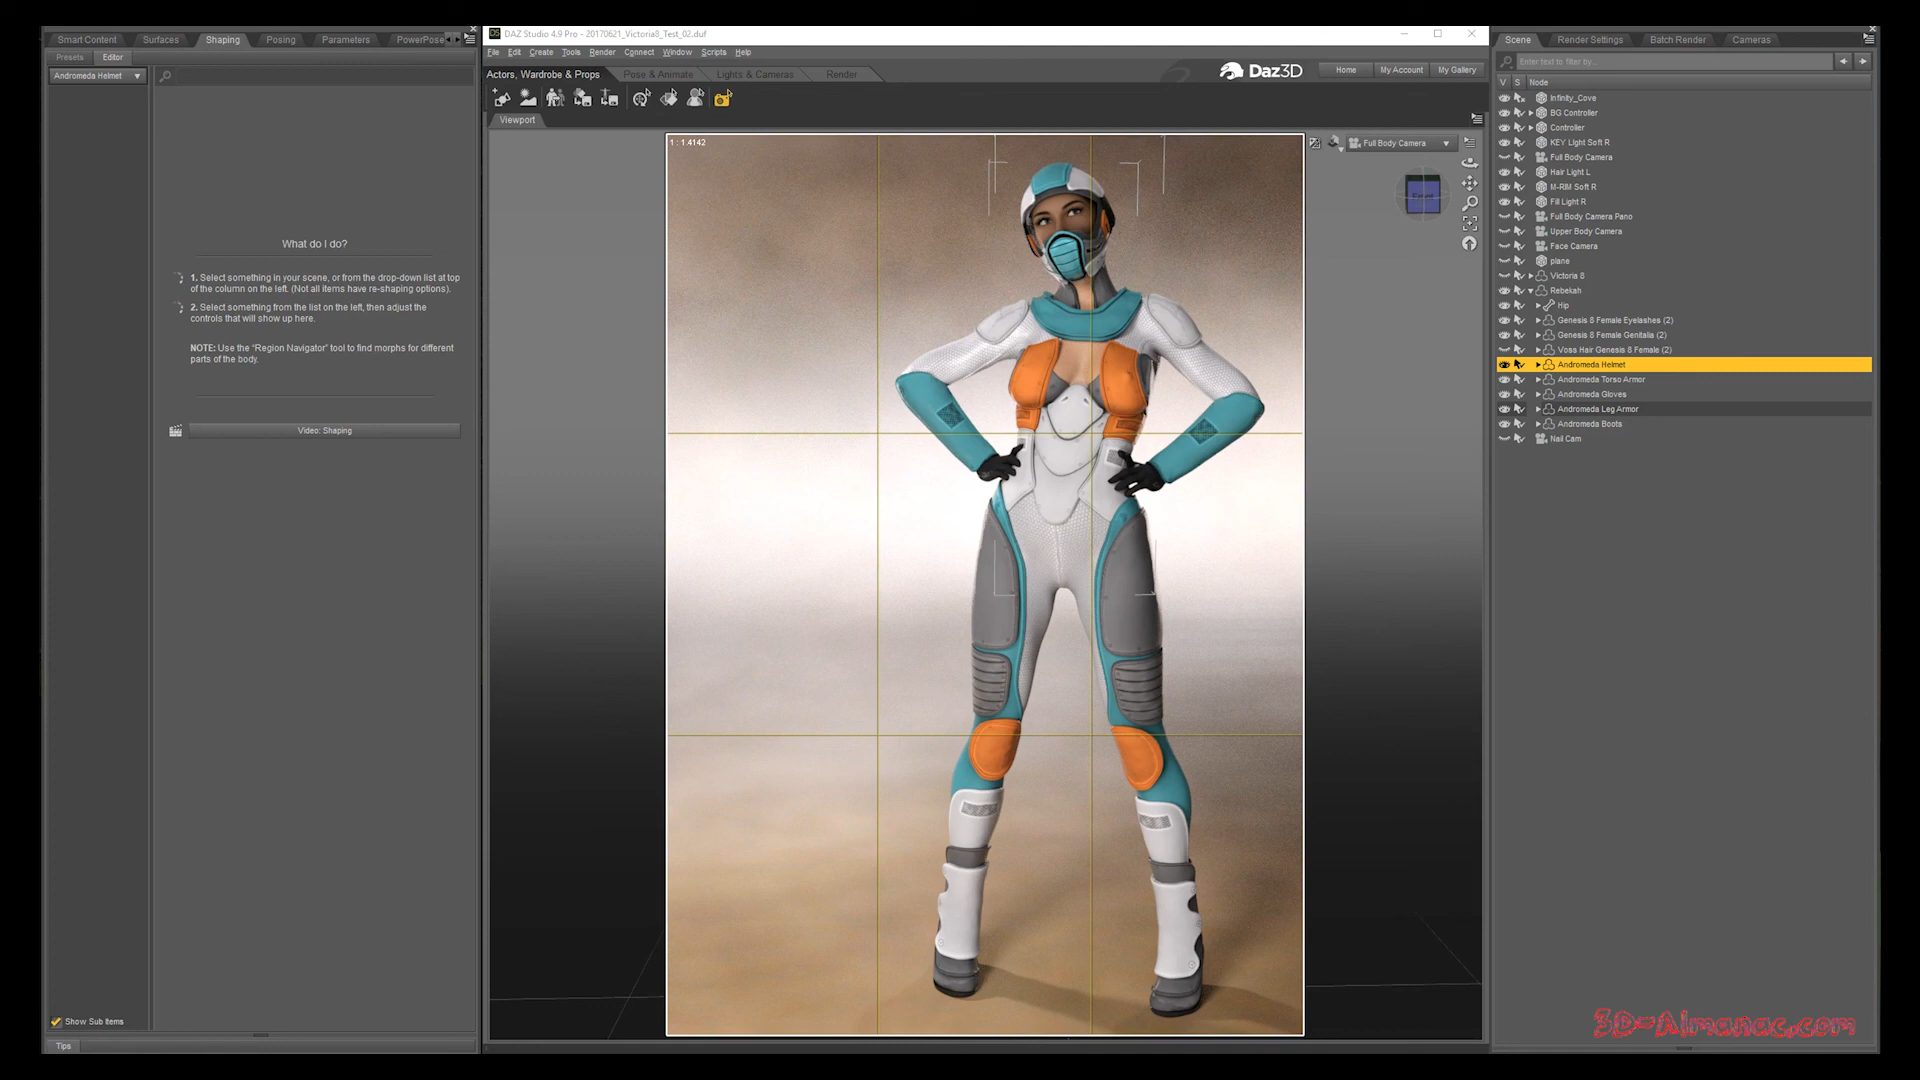 Smart Content Surfaces Shaping Posing Parameters PowerPose
Presets Editor
Andromeda Helmet
What do I do?
1. Select something in your scene, or from the drop-down list at top
of the column on the left. (Not all items have re-shaping options).
2. Select something from the list on the left, then adjust the
controls that will show up here.
NOTE: Use the "Region Navigator" tool to find morphs for different
parts of the body.
Video: Shaping
Show Sub Items
Tips
DAZ Studio 4.9 Pro - 20170621_Victoria8_Test_02.duf
File Edit Create Tools Render Connect Window Scripts Help
Actors, Wardrobe & Props Pose & Animate Lights & Cameras Render
Daz3D
Home My Account My Gallery
Viewport
1 : 1.4142
Full Body Camera
Scene Render Settings Batch Render Cameras
Enter text to filter by...
V S Node
Infinity_Cove
BG Controller
Controller
KEY Light Soft R
Full Body Camera
Hair Light L
M-RIM Soft R
Fill Light R
Full Body Camera Pano
Upper Body Camera
Face Camera
plane
Victoria 8
Rebekah
Hip
Genesis 8 Female Eyelashes (2)
Genesis 8 Female Genitalia (2)
Voss Hair Genesis 8 Female (2)
Andromeda Helmet
Andromeda Torso Armor
Andromeda Gloves
Andromeda Leg Armor
Andromeda Boots
Nail Cam
3D-Almanac.com